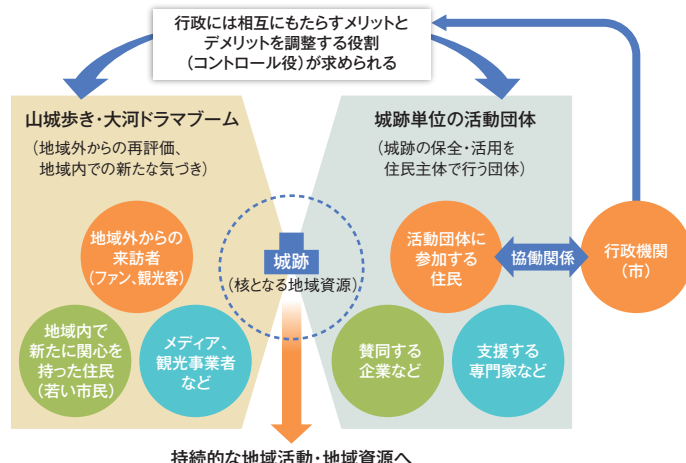 行政には相互にもたらすメリットと
デメリットを調整する役割
（コントロール役）が求められる
山城歩き・大河ドラマブーム
（地域外からの再評価、
地域内での新たな気づき）
地域外からの
来訪者
（ファン、観光客）
地域内で
新たに関心を
持った住民
（若い市民）
メディア、
観光事業者
など
城跡
（核となる地域資源）
城跡単位の活動団体
（城跡の保全・活用を
住民主体で行う団体）
活動団体に
参加する
住民
協働関係
行政機関
（市）
賛同する
企業など
支援する
専門家など
持続的な地域活動・地域資源へ